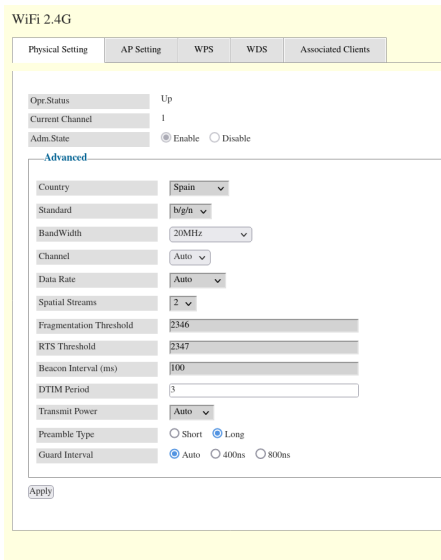 WiFi 2.4G
Physical Setting AP Setting WPS WDS Associated Clients
Opr.Status Up
Current Channel 1
Adm.State Enable Disable
Advanced
Country Spain
Standard b/g/n
BandWidth 20MHz
Channel Auto
Data Rate Auto
Spatial Streams 2
Fragmentation Threshold 2346
RTS Threshold 2347
Beacon Interval (ms) 100
DTIM Period 3
Transmit Power Auto
Preamble Type Short Long
Guard Interval Auto 400ns 800ns
Apply